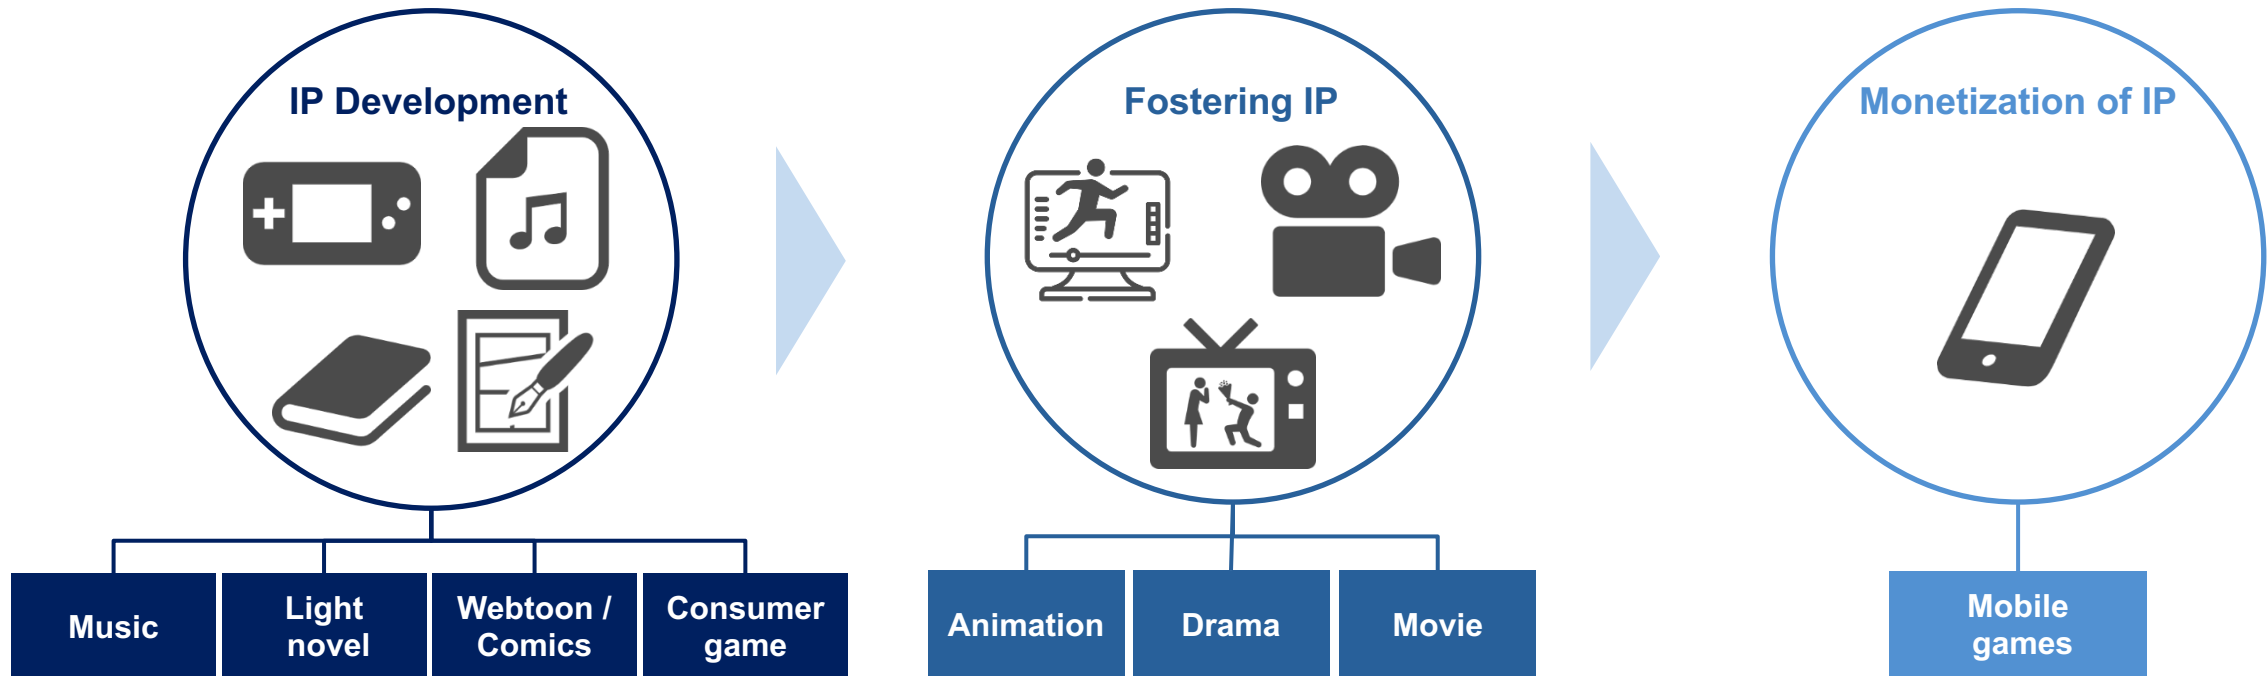 IP Development
Fostering IP
Monetization of IP
Music
Light
novel
Webtoon /
Comics
Consumer
game
Animation
Drama
Movie
Mobile
games